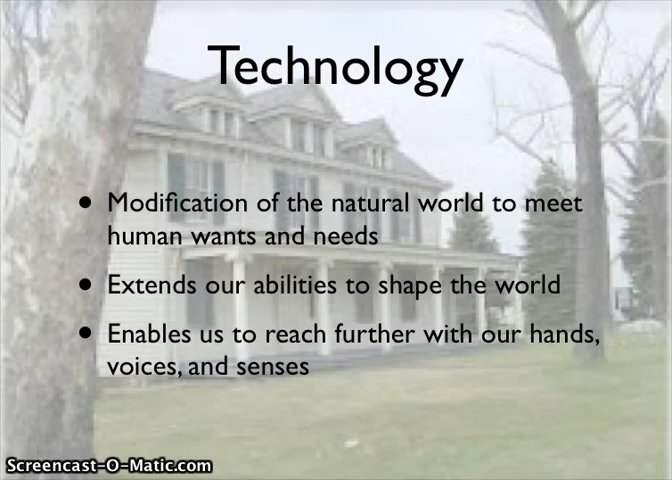 Technology
• Modification of the natural world to meet
human wants and needs
• Extends our abilities to shape the world
• Enables us to reach further with our hands,
voices, and senses
Screencast-O-Matic.com